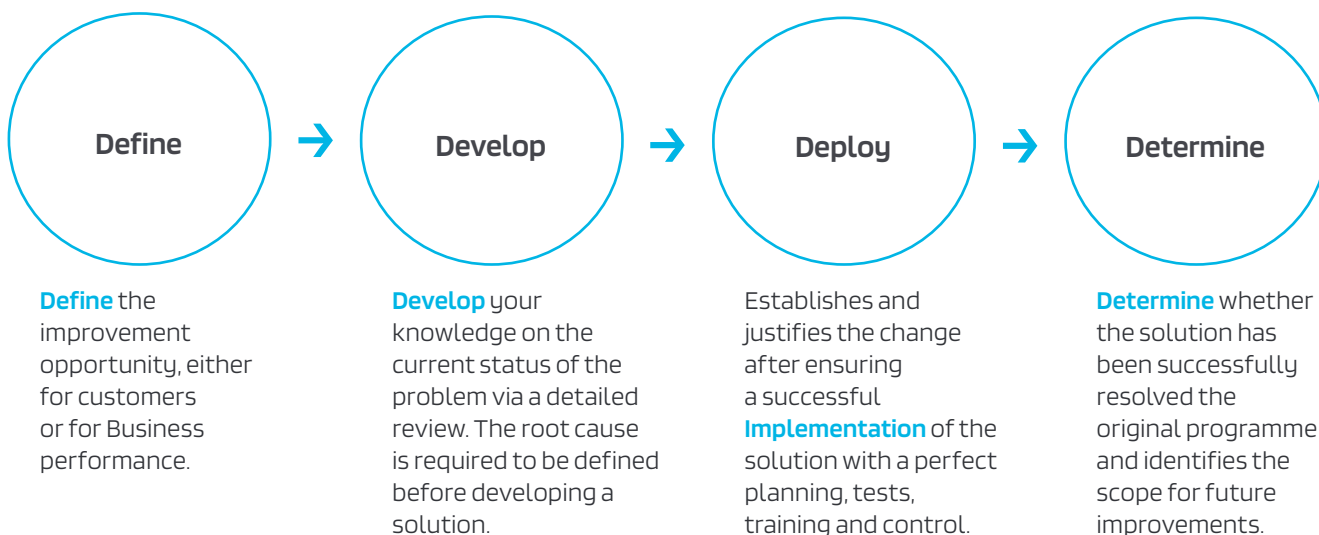 Define
Develop
Deploy
Determine
Define the
improvement
opportunity, either
for customers
or for Business
performance.
Develop your
knowledge on the
current status of the
problem via a detailed
review. The root cause
is required to be defined
before developing a
solution.
Establishes and
justifies the change
after ensuring
a successful
Implementation of the
solution with a perfect
planning, tests,
training and control.
Determine whether
the solution has
been successfully
resolved the
original programme
and identifies the
scope for future
improvements.